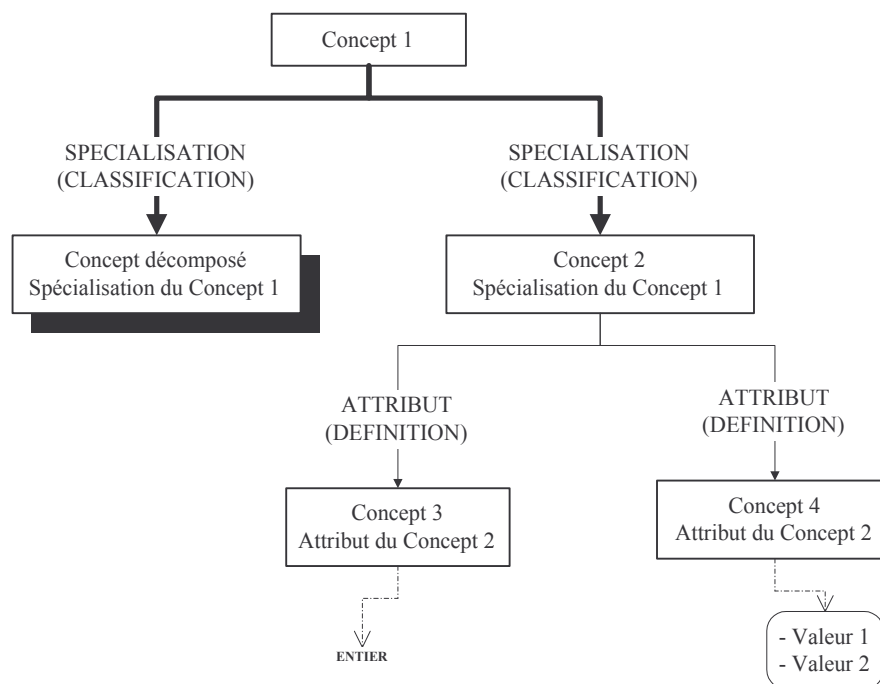 Concept 1
SPECIALISATION
(CLASSIFICATION)
SPECIALISATION
(CLASSIFICATION)
Concept décomposé
Spécialisation du Concept 1
Concept 2
Spécialisation du Concept 1
ATTRIBUT
(DEFINITION)
ATTRIBUT
(DEFINITION)
Concept 3
Attribut du Concept 2
Concept 4
Attribut du Concept 2
ENTIER
- Valeur 1
- Valeur 2